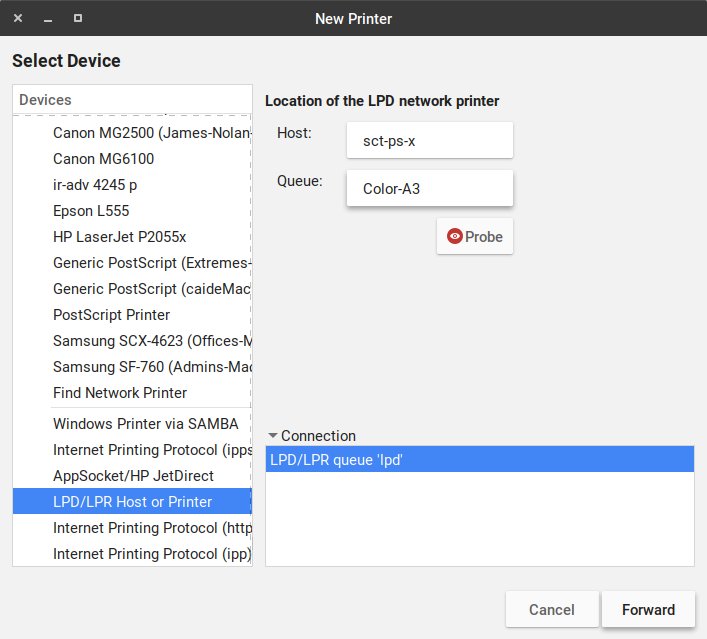 New Printer
Select Device
Devices
Canon MG2500 (James-Nolan-
Canon MG6100
ir-adv 4245 p
Epson L555
HP LaserJet P2055x
Generic PostScript (Extremes-
Generic PostScript (caideMac
PostScript Printer
Samsung SCX-4623 (Offices-M
Samsung SF-760 (Admins-Mac
Find Network Printer
Windows Printer via SAMBA
Internet Printing Protocol (ipps
AppSocket/HP JetDirect
LPD/LPR Host or Printer
Internet Printing Protocol (http
Internet Printing Protocol (ipp)
Location of the LPD network printer
Host: sct-ps-x
Queue: Color-A3
Probe
Connection
LPD/LPR queue 'lpd'
Cancel Forward